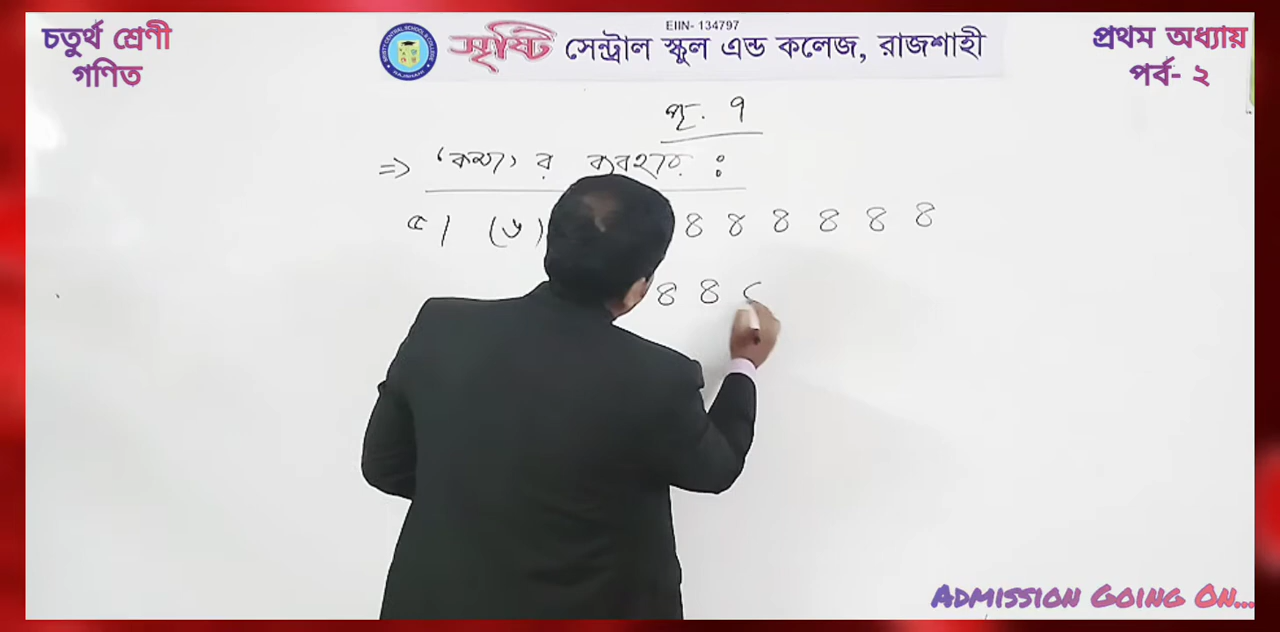 চতুর্থ শ্রেণী
গণিত
EIIN- 134797
সৃষ্টি সেন্ট্রাল স্কুল এন্ড কলেজ, রাজশাহী
প্রথম অধ্যায়
পর্ব- ২
পৃ. ৭
=> 'কমা' র ব্যবহার :
৫। (৬) ৪ ৪ ৪ ৪ ৪ ৪
৪ ৪
ADMISSION GOING ON...